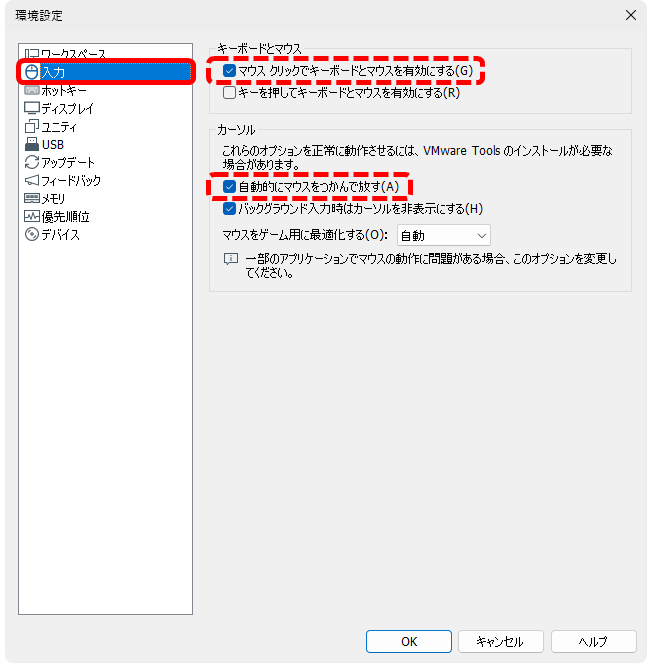 環境設定
ワークスペース
入力
ホットキー
ディスプレイ
ユニティ
USB
アップデート
フィードバック
メモリ
優先順位
デバイス
キーボードとマウス
マウス クリックでキーボードとマウスを有効にする(G)
キーを押してキーボードとマウスを有効にする(R)
カーソル
これらのオプションを正常に動作させるには、VMware Tools のインストールが必要な
場合があります。
自動的にマウスをつかんで放す(A)
バックグラウンド入力時はカーソルを非表示にする(H)
マウスをゲーム用に最適化する(O):
自動
一部のアプリケーションでマウスの動作に問題がある場合、このオプションを変更し
てください。
OK
キャンセル
ヘルプ